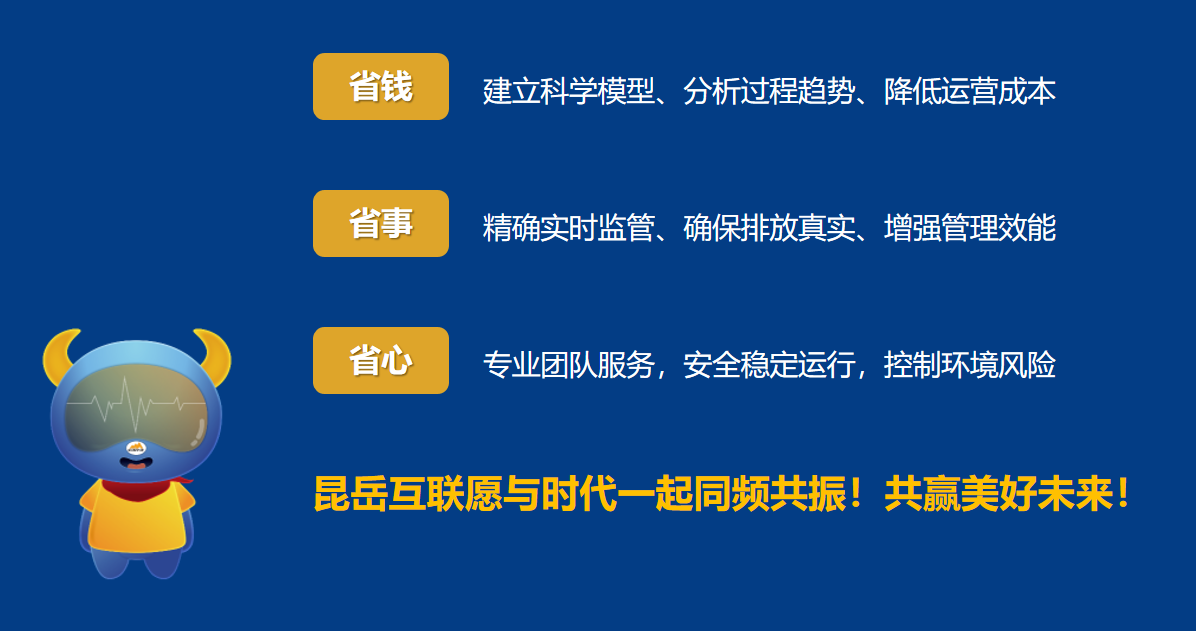 省钱 建立科学模型、分析过程趋势、降低运营成本
省事 精确实时监管、确保排放真实、增强管理效能
省心 专业团队服务，安全稳定运行，控制环境风险
昆岳互联愿与时代一起同频共振！共赢美好未来！